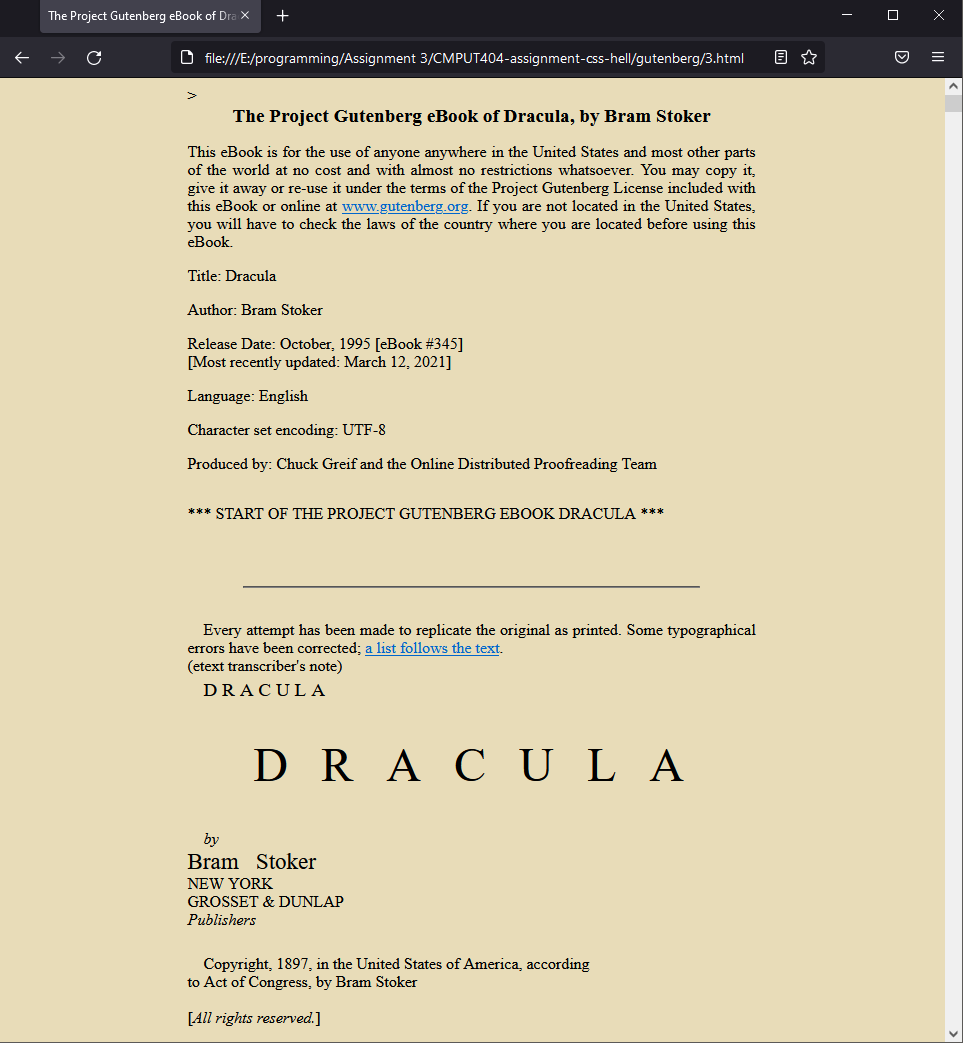 The Project Gutenberg eBook of Dra
file:///E:/programming/Assignment 3/CMPUT404-assignment-css-hell/gutenberg/3.html
>
The Project Gutenberg eBook of Dracula, by Bram Stoker
This eBook is for the use of anyone anywhere in the United States and most other parts
of the world at no cost and with almost no restrictions whatsoever. You may copy it,
give it away or re-use it under the terms of the Project Gutenberg License included with
this eBook or online at www.gutenberg.org. If you are not located in the United States,
you will have to check the laws of the country where you are located before using this
eBook.
Title: Dracula
Author: Bram Stoker
Release Date: October, 1995 [eBook #345]
[Most recently updated: March 12, 2021]
Language: English
Character set encoding: UTF-8
Produced by: Chuck Greif and the Online Distributed Proofreading Team
*** START OF THE PROJECT GUTENBERG EBOOK DRACULA ***
Every attempt has been made to replicate the original as printed. Some typographical
errors have been corrected; a list follows the text.
(etext transcriber's note)
D R A C U L A
D R A C U L A
by
Bram Stoker
NEW YORK
GROSSET & DUNLAP
Publishers
Copyright, 1897, in the United States of America, according
to Act of Congress, by Bram Stoker
[All rights reserved.]